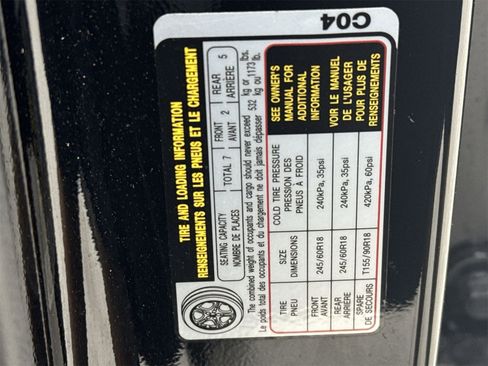 TIRE AND LOADING INFORMATION
RENSEIGNEMENTS SUR LES PNEUS ET LE CHARGEMENT
SEATING CAPACITY
NOMBRE DE PLACES
TOTAL 7
FRONT 2
AVANT
REAR 5
ARRIÈRE
The combined weight of occupants and cargo should never exceed 532 kg or 1173 lbs.
Le poids total des occupants et du chargement ne doit jamais dépasser kg ou lb.
TIRE
PNEU
SIZE
DIMENSIONS
COLD TIRE PRESSURE
PRESSION DES
PNEUS À FROID
FRONT
AVANT
245/60R18
240kPa, 35psi
REAR
ARRIÈRE
245/60R18
240kPa, 35psi
SPARE
DE SECOURS
T155/90R18
420kPa, 60psi
SEE OWNER'S
MANUAL FOR
ADDITIONAL
INFORMATION
VOIR LE MANUEL
DE L'USAGER
POUR PLUS DE
RENSEIGNEMENTS
C04